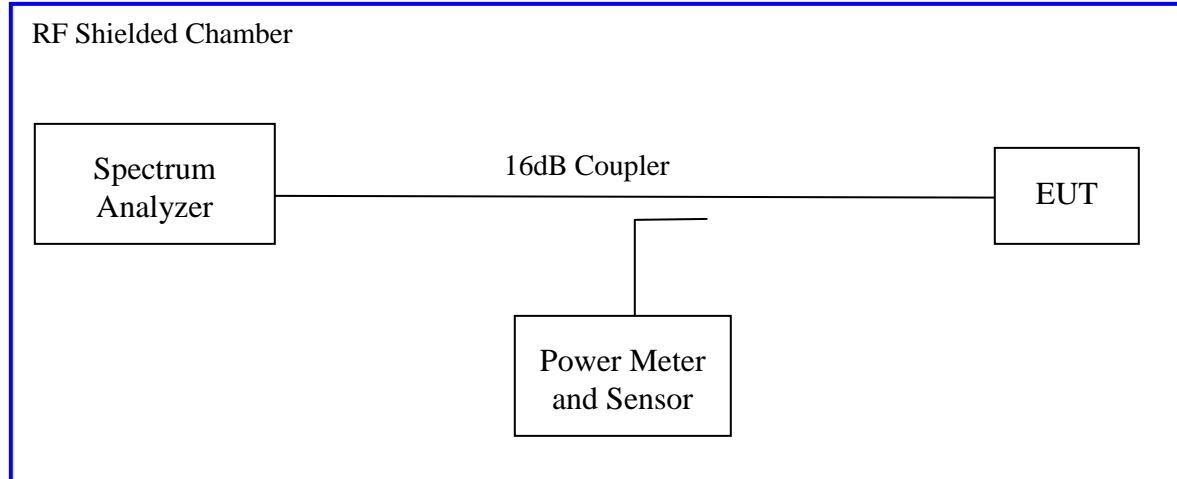 RF Shielded Chamber
Spectrum
Analyzer
16dB Coupler
EUT
Power Meter
and Sensor